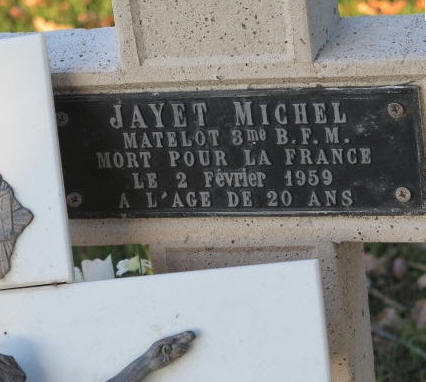 JAYET MICHEL
MATELOT 3me B.F.M.
MORT POUR LA FRANCE
LE 2 Février 1959
A L'AGE DE 20 ANS